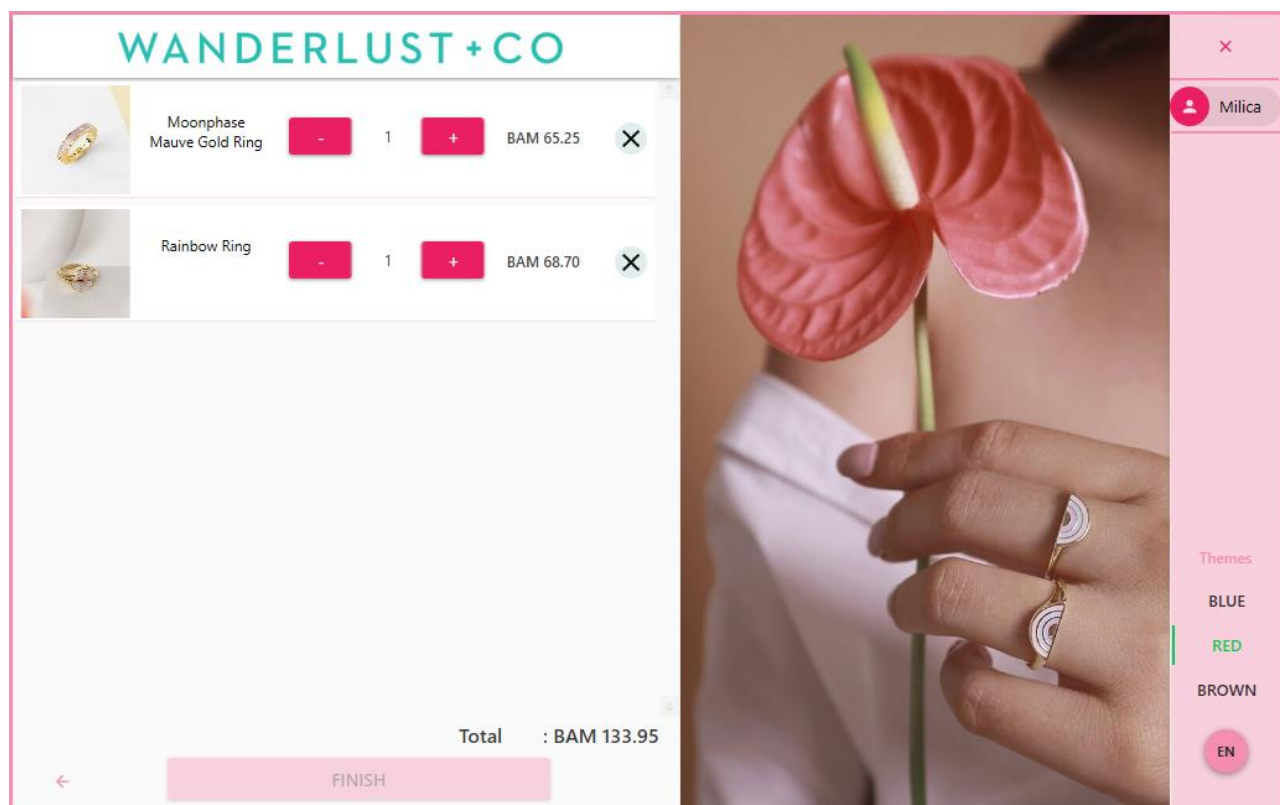 WANDERLUST + CO
Moonphase
Mauve Gold Ring
-
1
+
BAM 65.25
Rainbow Ring
-
1
+
BAM 68.70
Total : BAM 133.95
FINISH
Milica
Themes
BLUE
RED
BROWN
EN